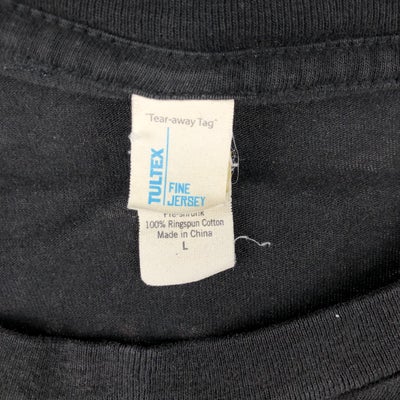 "Tear-away Tag"
TULTEX
FINE
JERSEY
Pre-shrunk
100% Ringspun Cotton
Made in China
L